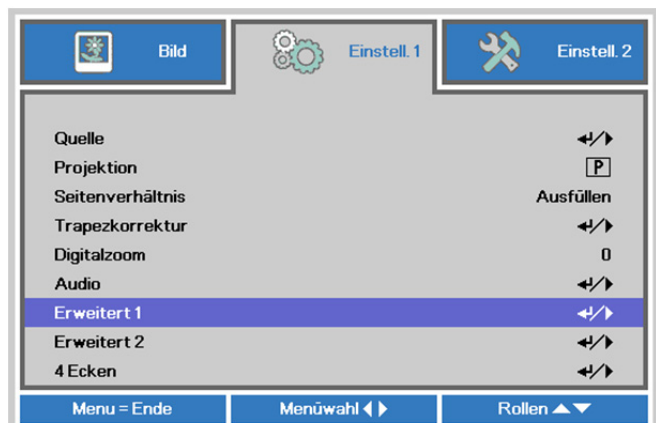 Bild
Einstell. 1
Einstell. 2
Quelle
Projektion P
Seitenverhältnis Ausfüllen
Trapezkorrektur
Digitalzoom 0
Audio
Erweitert 1
Erweitert 2
4 Ecken
Menu = Ende
Menüwahl
Rollen